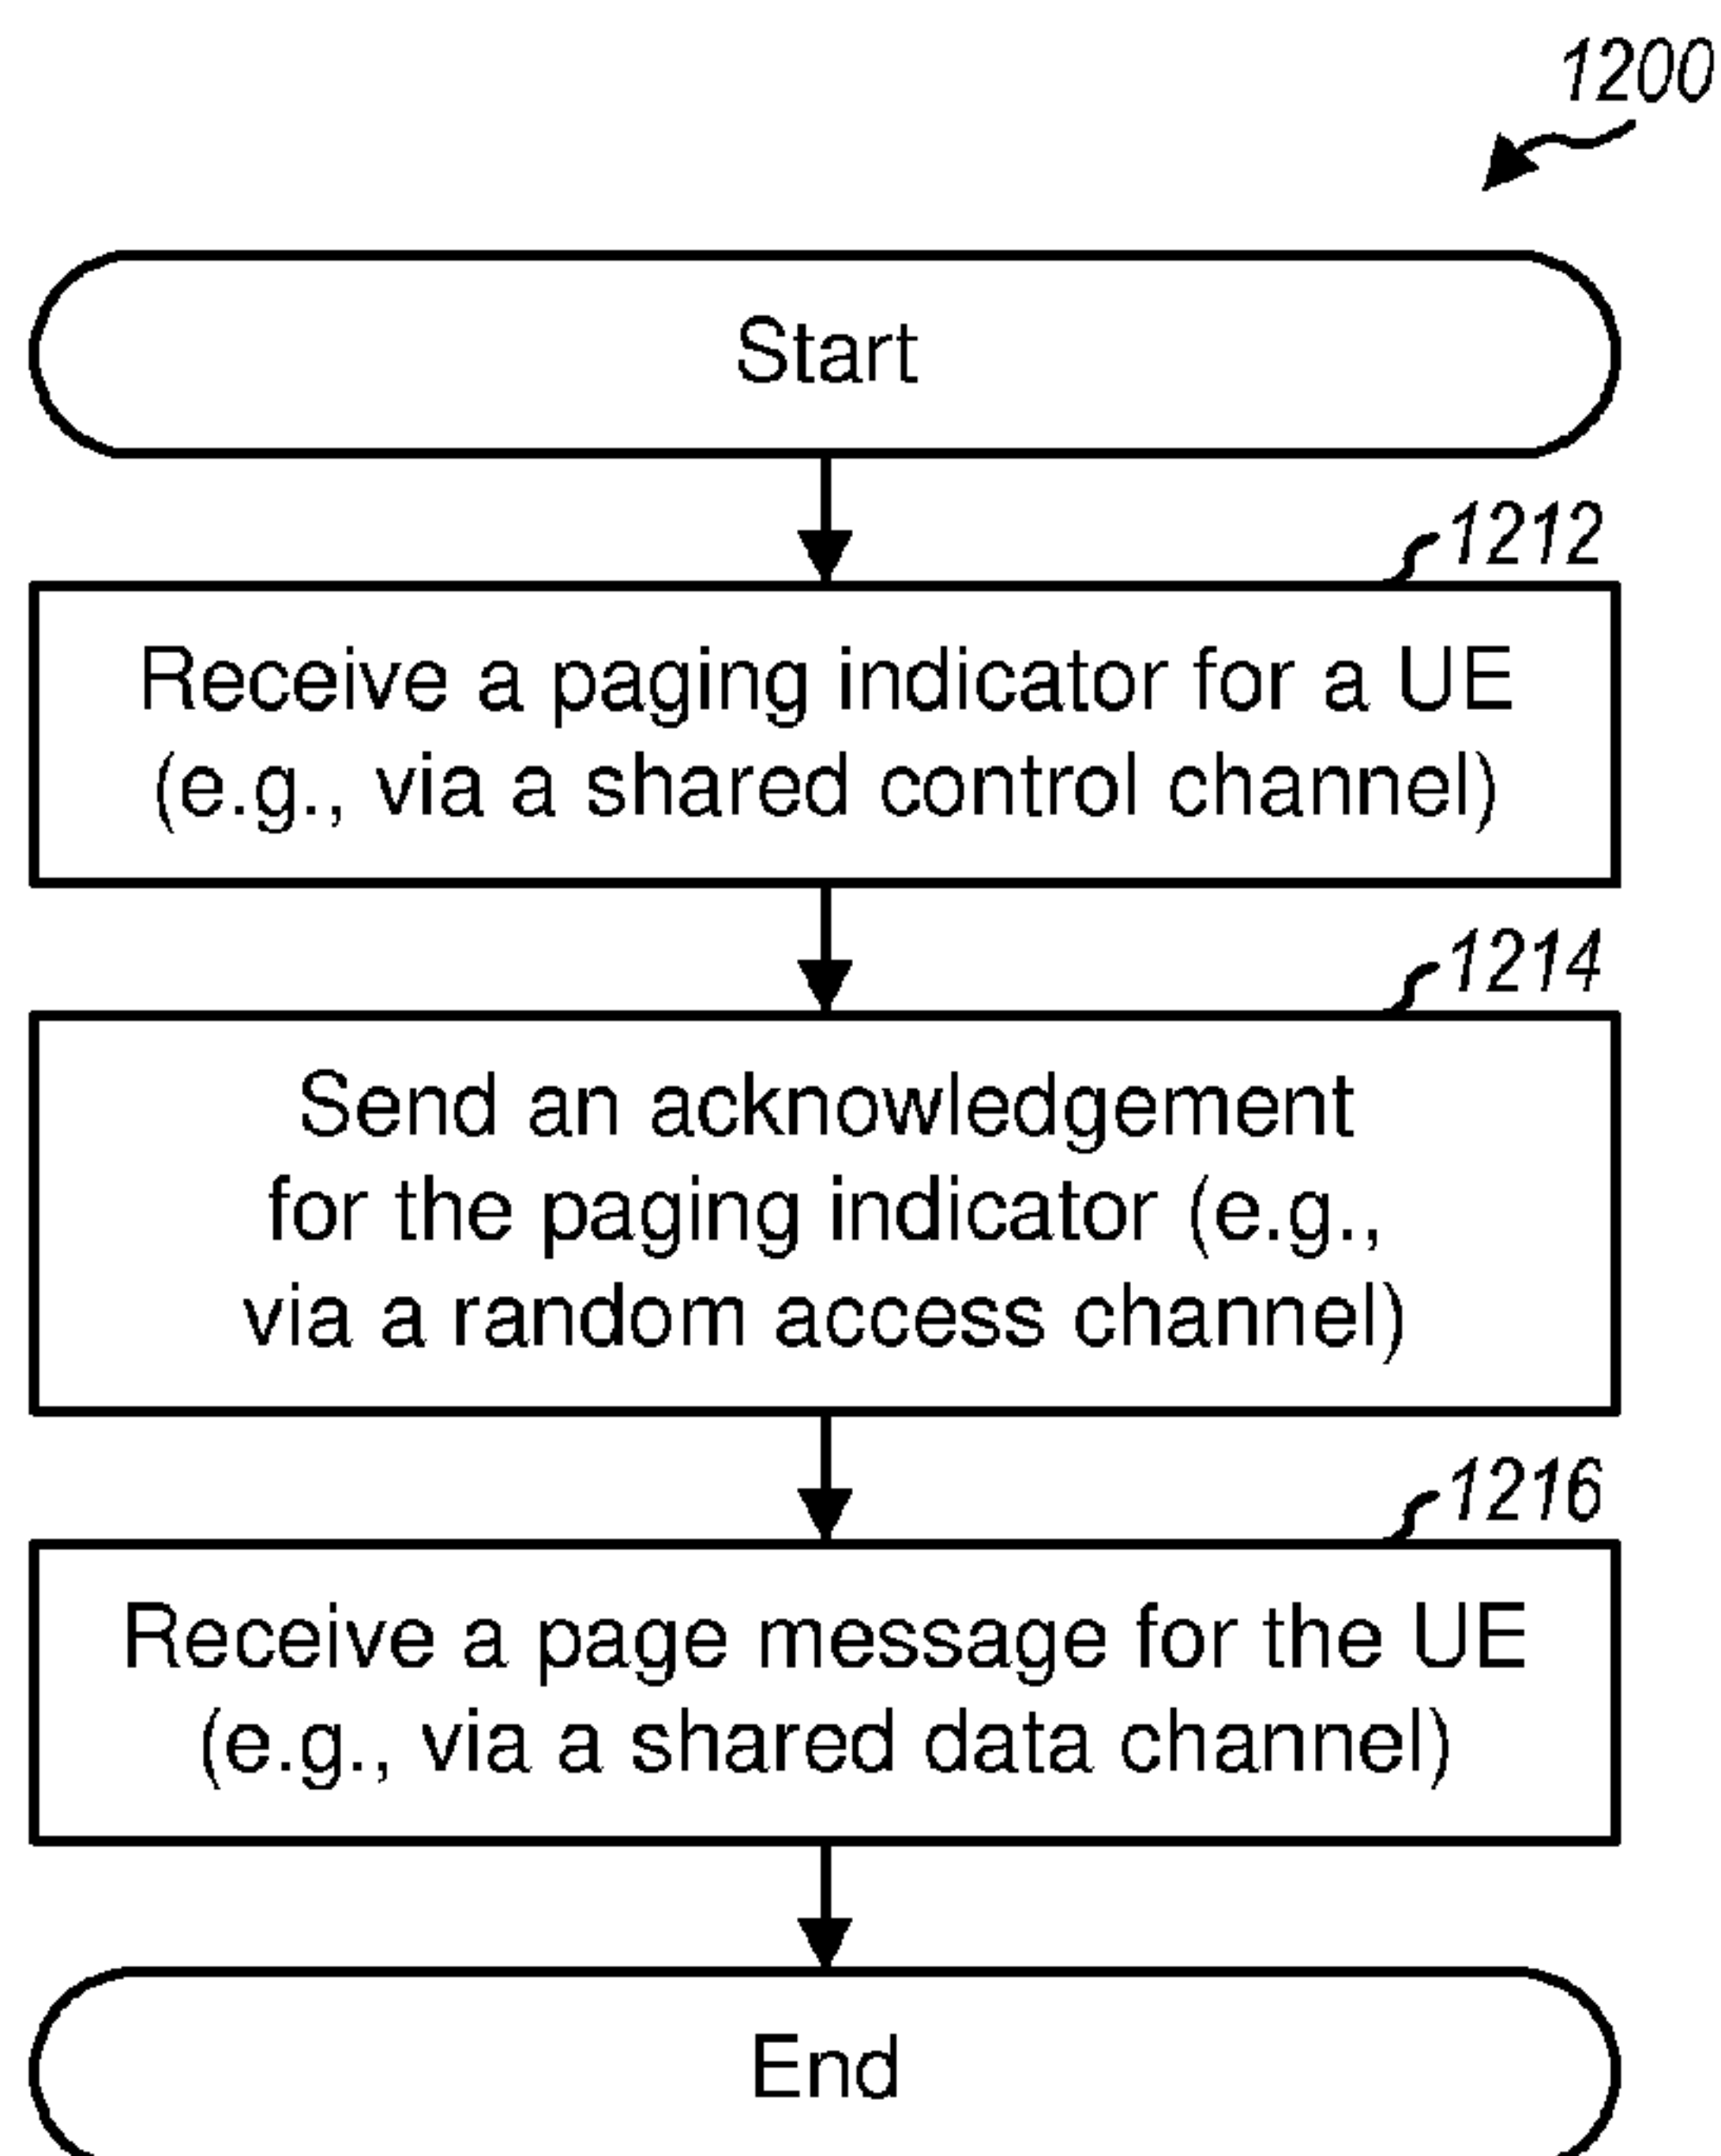 1200
Start
1212
Receive a paging indicator for a UE
(e.g., via a shared control channel)
1214
Send an acknowledgement
for the paging indicator (e.g.,
via a random access channel)
1216
Receive a page message for the UE
(e.g., via a shared data channel)
End